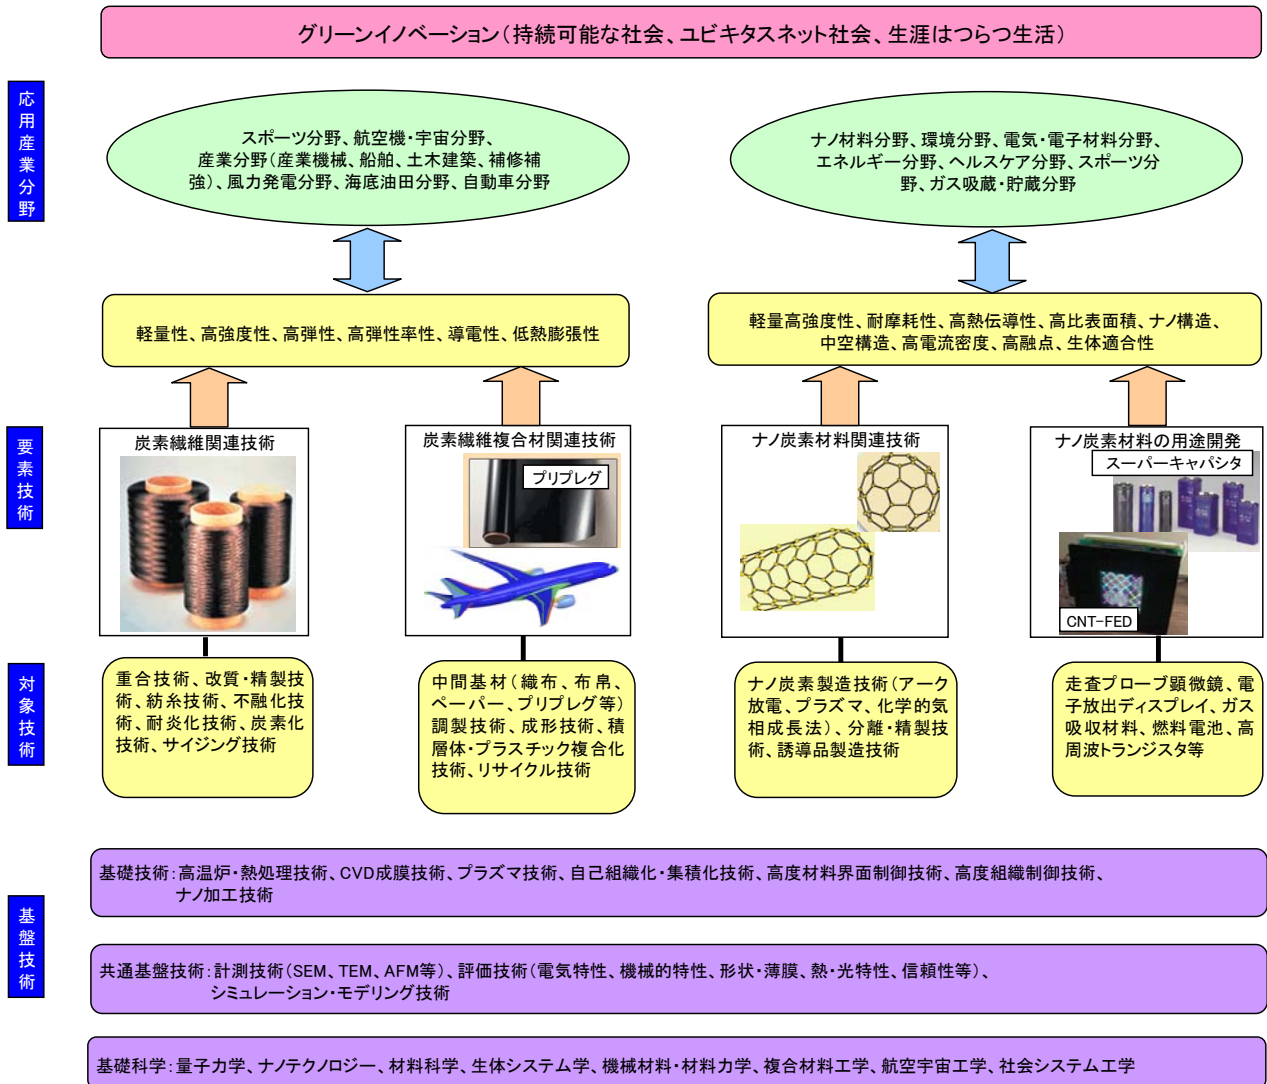 グリーンイノベーション（持続可能な社会、ユビキタスネット社会、生涯はつらつ生活）
応用産業分野
スポーツ分野、航空機・宇宙分野、
産業分野（産業機械、船舶、土木建築、補修補
強）、風力発電分野、海底油田分野、自動車分野
ナノ材料分野、環境分野、電気・電子材料分野、
エネルギー分野、ヘルスケア分野、スポーツ分
野、ガス吸蔵・貯蔵分野
軽量性、高強度性、高弾性、高弾性率性、導電性、低熱膨張性
軽量高強度性、耐摩耗性、高熱伝導性、高比表面積、ナノ構造、
中空構造、高電流密度、高融点、生体適合性
要素技術
炭素繊維関連技術
炭素繊維複合材関連技術
プリプレグ
ナノ炭素材料関連技術
ナノ炭素材料の用途開発
スーパーキャパシタ
CNT-FED
対象技術
重合技術、改質・精製技
術、紡糸技術、不融化技
術、耐炎化技術、炭素化
技術、サイジング技術
中間基材（織布、布帛、
ペーパー、プリプレグ等）
調製技術、成形技術、積
層体・プラスチック複合化
技術、リサイクル技術
ナノ炭素製造技術（アーク
放電、プラズマ、化学的気
相成長法）、分離・精製技
術、誘導品製造技術
走査プローブ顕微鏡、電
子放出ディスプレイ、ガス
吸収材料、燃料電池、高
周波トランジスタ等
基盤技術
基礎技術：高温炉・熱処理技術、CVD成膜技術、プラズマ技術、自己組織化・集積化技術、高度材料界面制御技術、高度組織制御技術、
ナノ加工技術
共通基盤技術：計測技術（SEM、TEM、AFM等）、評価技術（電気特性、機械的特性、形状・薄膜、熱・光特性、信頼性等）、
シミュレーション・モデリング技術
基礎科学：量子力学、ナノテクノロジー、材料科学、生体システム学、機械材料・材料力学、複合材料工学、航空宇宙工学、社会システム工学